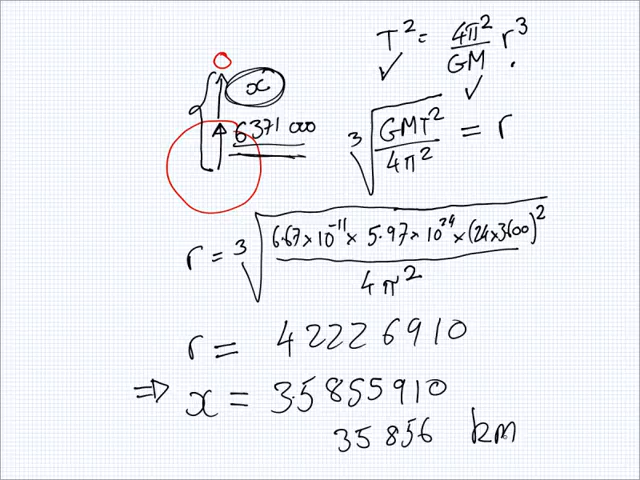 T² = 4π²/GM r³
x
6371 000
∛(GMT²/4π²) = r
r = ∛(6.67×10⁻¹¹ × 5.97×10²⁴ × (24×3600)²/4π²)
r = 42226910
⇒ x = 35855910
35856 km